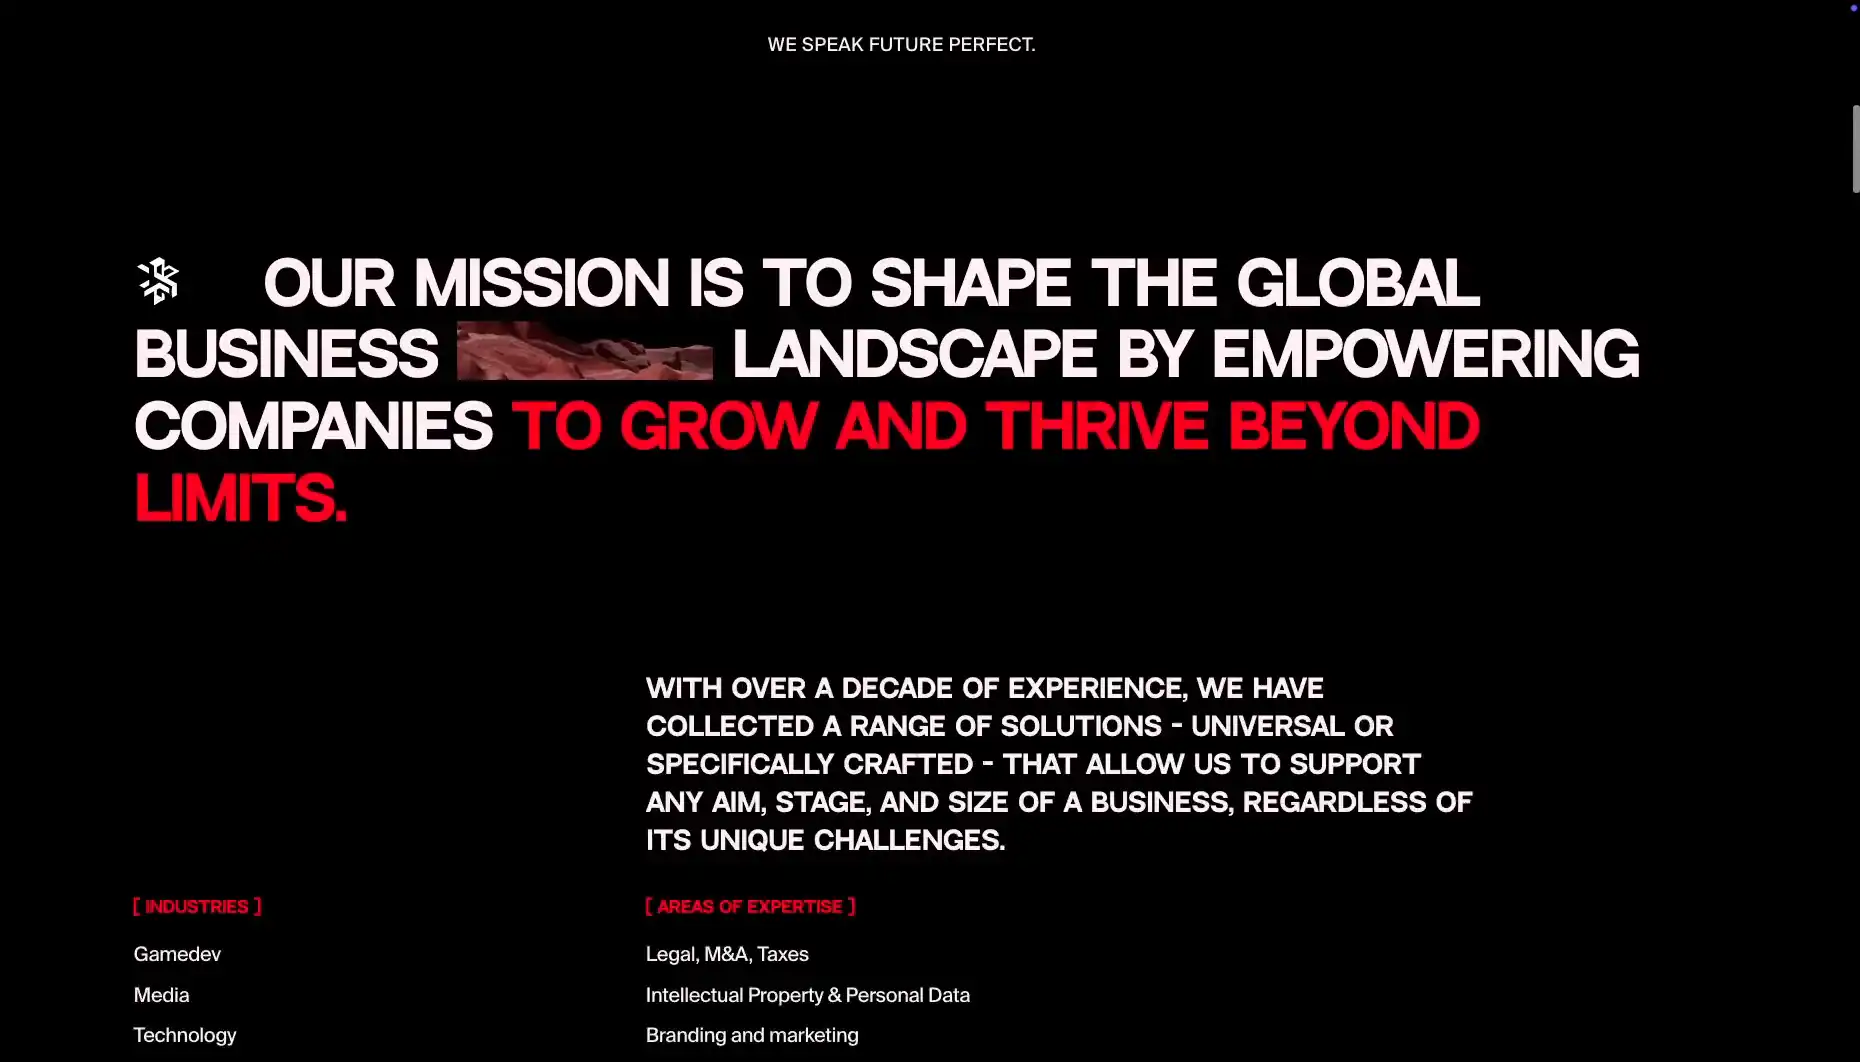 WE SPEAK FUTURE PERFECT.
OUR MISSION IS TO SHAPE THE GLOBAL
BUSINESS LANDSCAPE BY EMPOWERING
COMPANIES TO GROW AND THRIVE BEYOND
LIMITS.
WITH OVER A DECADE OF EXPERIENCE, WE HAVE
COLLECTED A RANGE OF SOLUTIONS - UNIVERSAL OR
SPECIFICALLY CRAFTED - THAT ALLOW US TO SUPPORT
ANY AIM, STAGE, AND SIZE OF A BUSINESS, REGARDLESS OF
ITS UNIQUE CHALLENGES.
[ INDUSTRIES ]
Gamedev
Media
Technology
[ AREAS OF EXPERTISE ]
Legal, M&A, Taxes
Intellectual Property & Personal Data
Branding and marketing